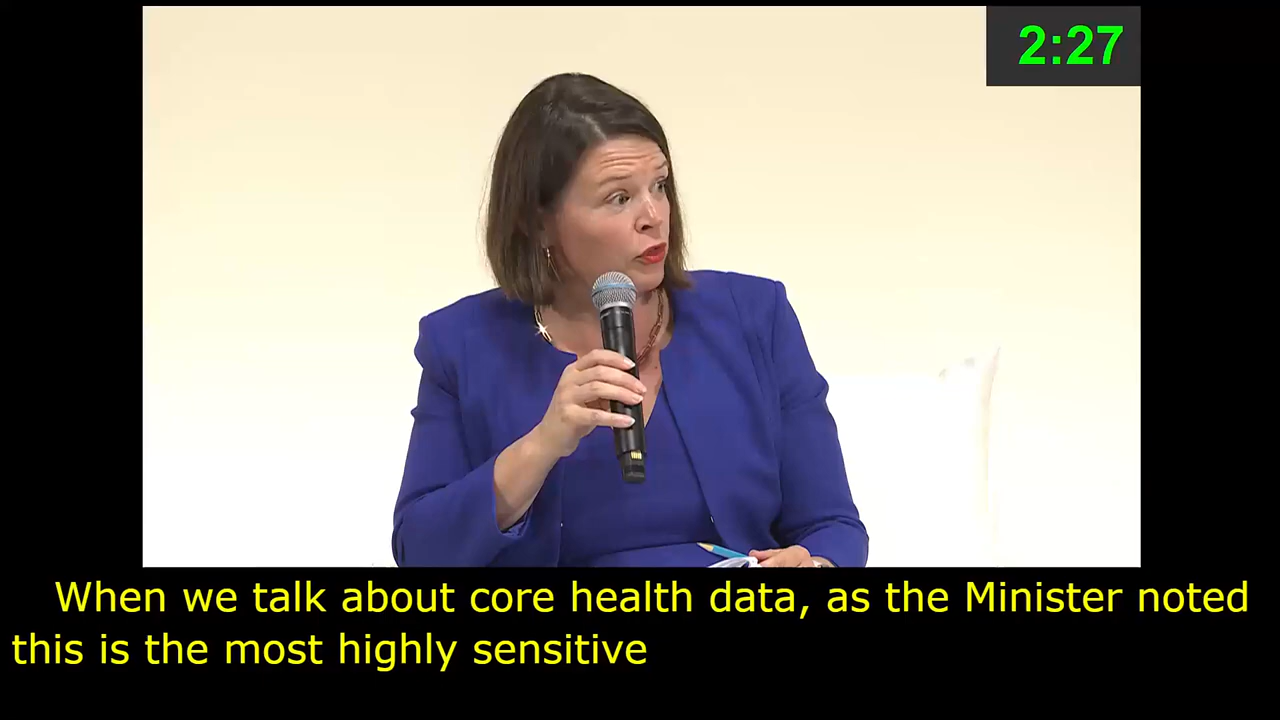 2:27
When we talk about core health data, as the Minister noted
this is the most highly sensitive